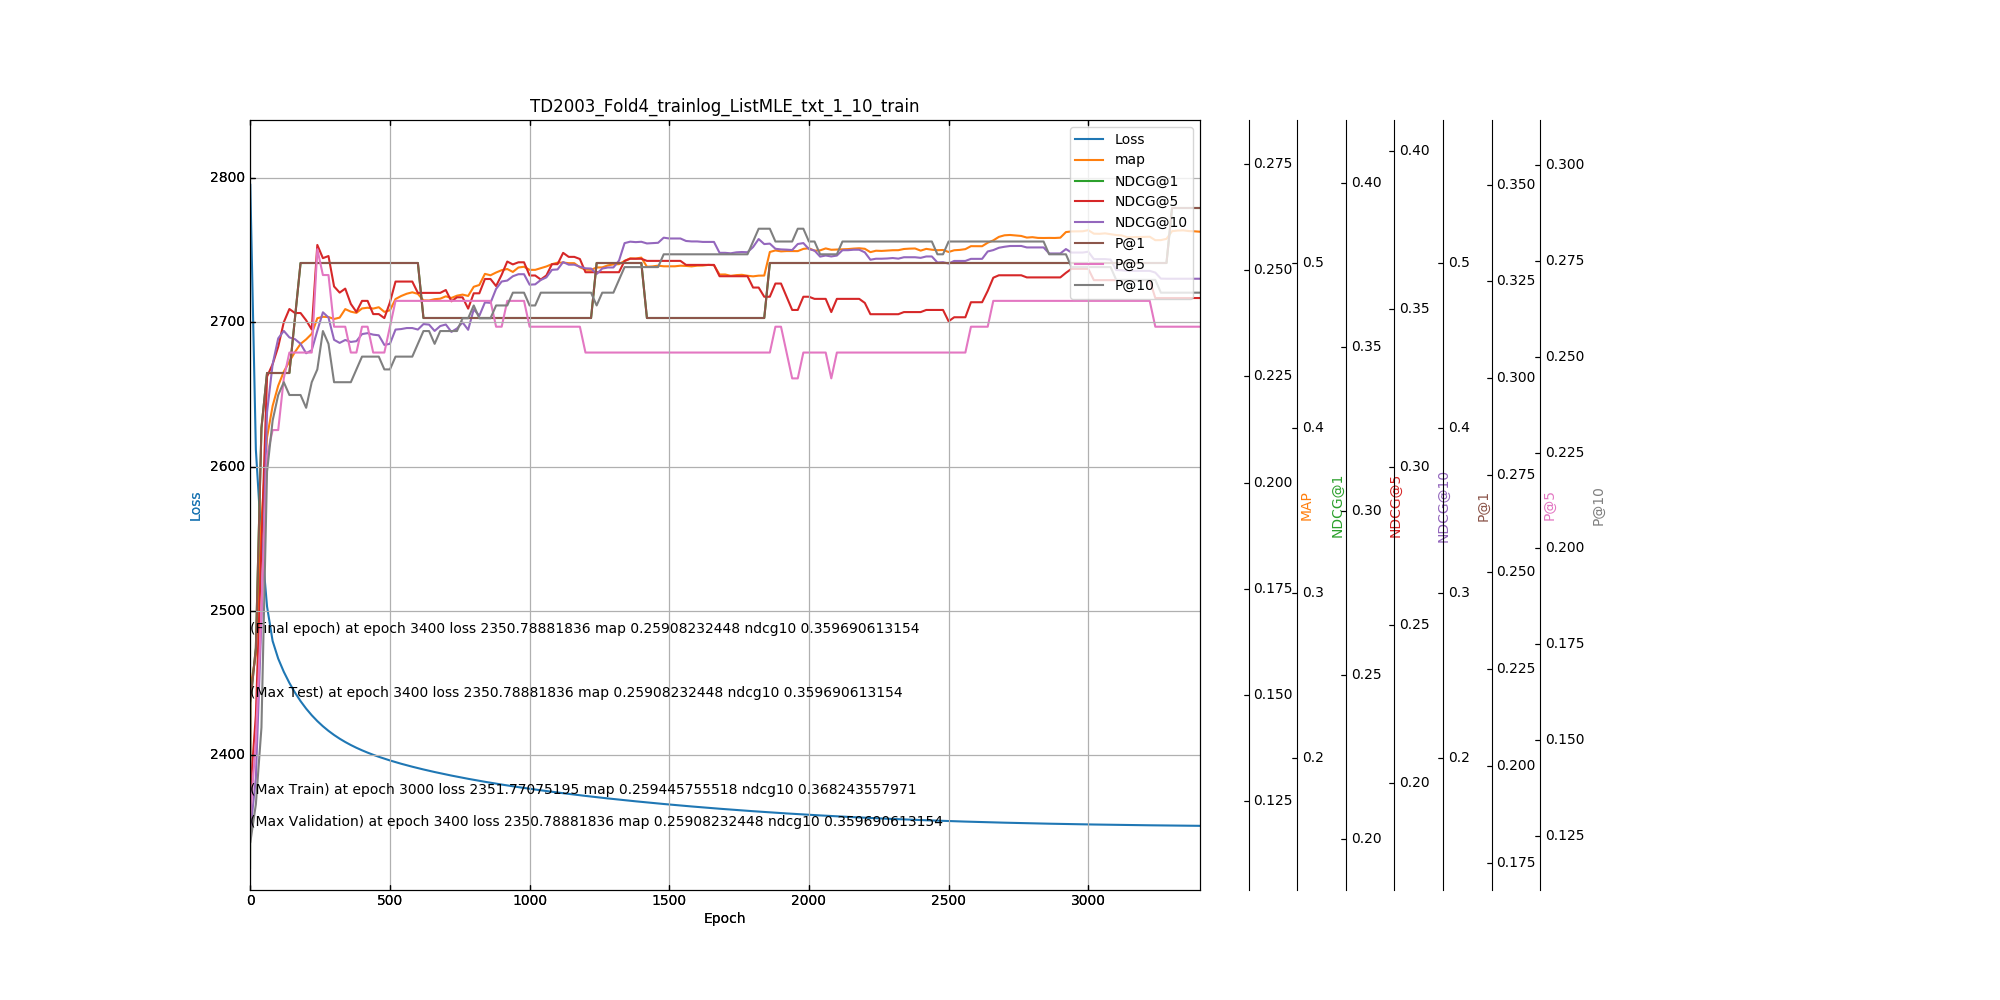 TD2003_Fold4_trainlog_ListMLE_txt_1_10_train
Loss
map
NDCG@1
NDCG@5
NDCG@10
P@1
P@5
P@10
2800
2700
2600
2500
2400
Loss
(Final epoch) at epoch 3400 loss 2350.78881836 map 0.25908232448 ndcg10 0.359690613154
(Max Test) at epoch 3400 loss 2350.78881836 map 0.25908232448 ndcg10 0.359690613154
(Max Train) at epoch 3000 loss 2351.77075195 map 0.259445755518 ndcg10 0.368243557971
(Max Validation) at epoch 3400 loss 2350.78881836 map 0.25908232448 ndcg10 0.359690613154
0 500 1000 1500 2000 2500 3000
Epoch
0.275
0.250
0.225
0.200
0.175
0.150
0.125
MAP
0.5
0.4
0.3
0.2
NDCG@1
0.40
0.35
0.30
0.25
0.20
NDCG@5
0.40
0.35
0.30
0.25
0.20
NDCG@10
0.5
0.4
0.3
0.2
P@1
0.350
0.325
0.300
0.275
0.250
0.225
0.200
0.175
P@5
0.300
0.275
0.250
0.225
0.200
0.175
0.150
0.125
P@10